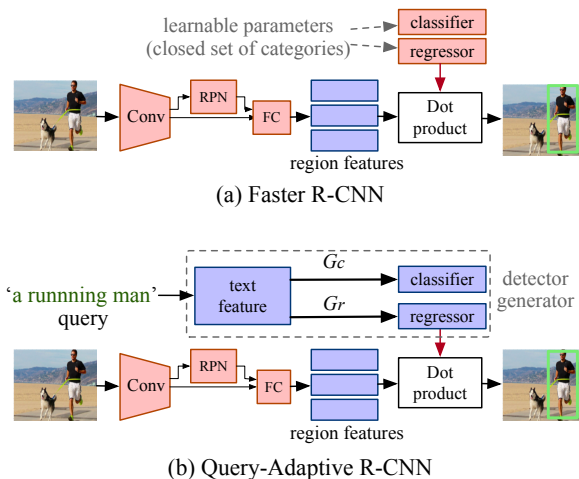 learnable parameters
(closed set of categories)
classifier
regressor
Conv
RPN
FC
region features
Dot
product
(a) Faster R-CNN
'a runnning man'
query
text
feature
Gc
Gr
classifier
regressor
detector
generator
Conv
RPN
FC
region features
Dot
product
(b) Query-Adaptive R-CNN